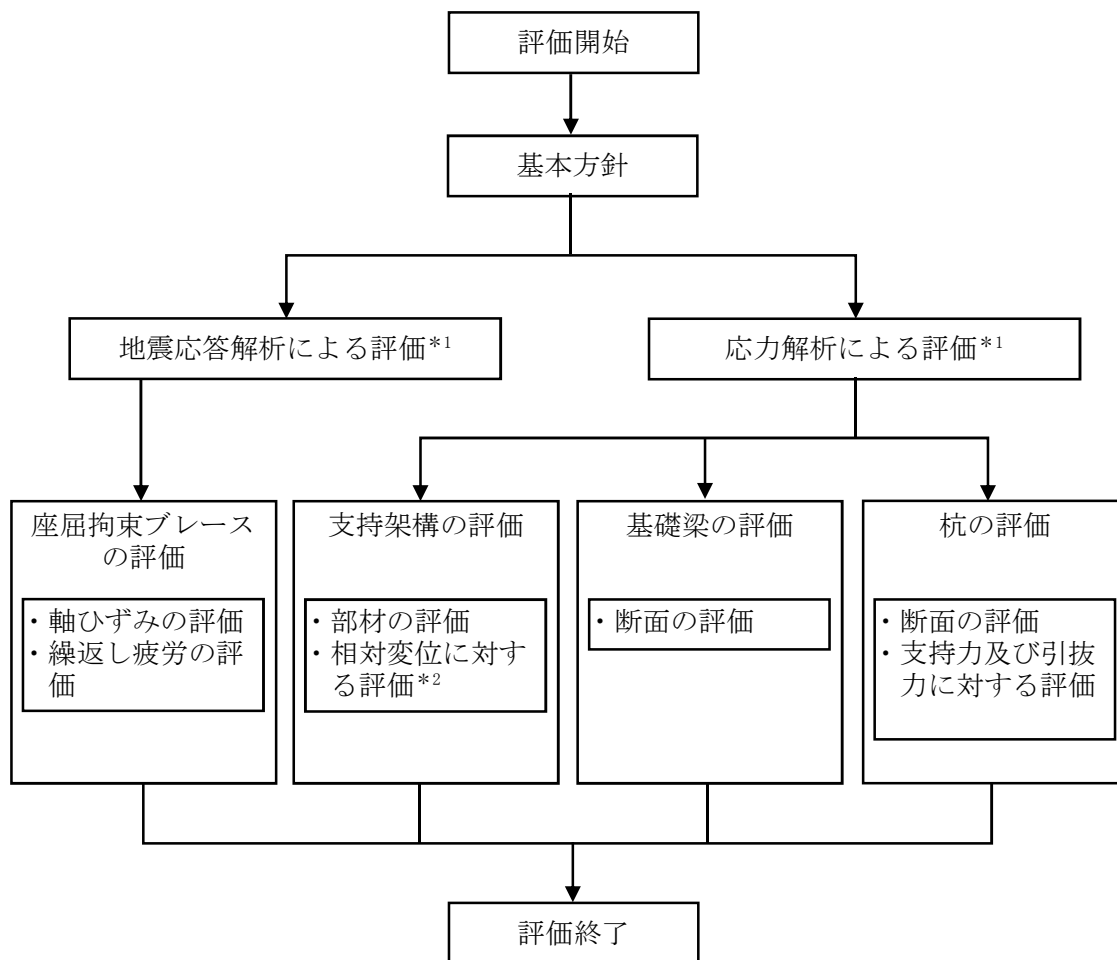 評価開始
基本方針
地震応答解析による評価*1
応力解析による評価*1
座屈拘束ブレース
の評価
・軸ひずみの評価
・繰返し疲労の評
価
支持架構の評価
・部材の評価
・相対変位に対す
る評価*2
基礎梁の評価
・断面の評価
杭の評価
・断面の評価
・支持力及び引抜
力に対する評価
評価終了